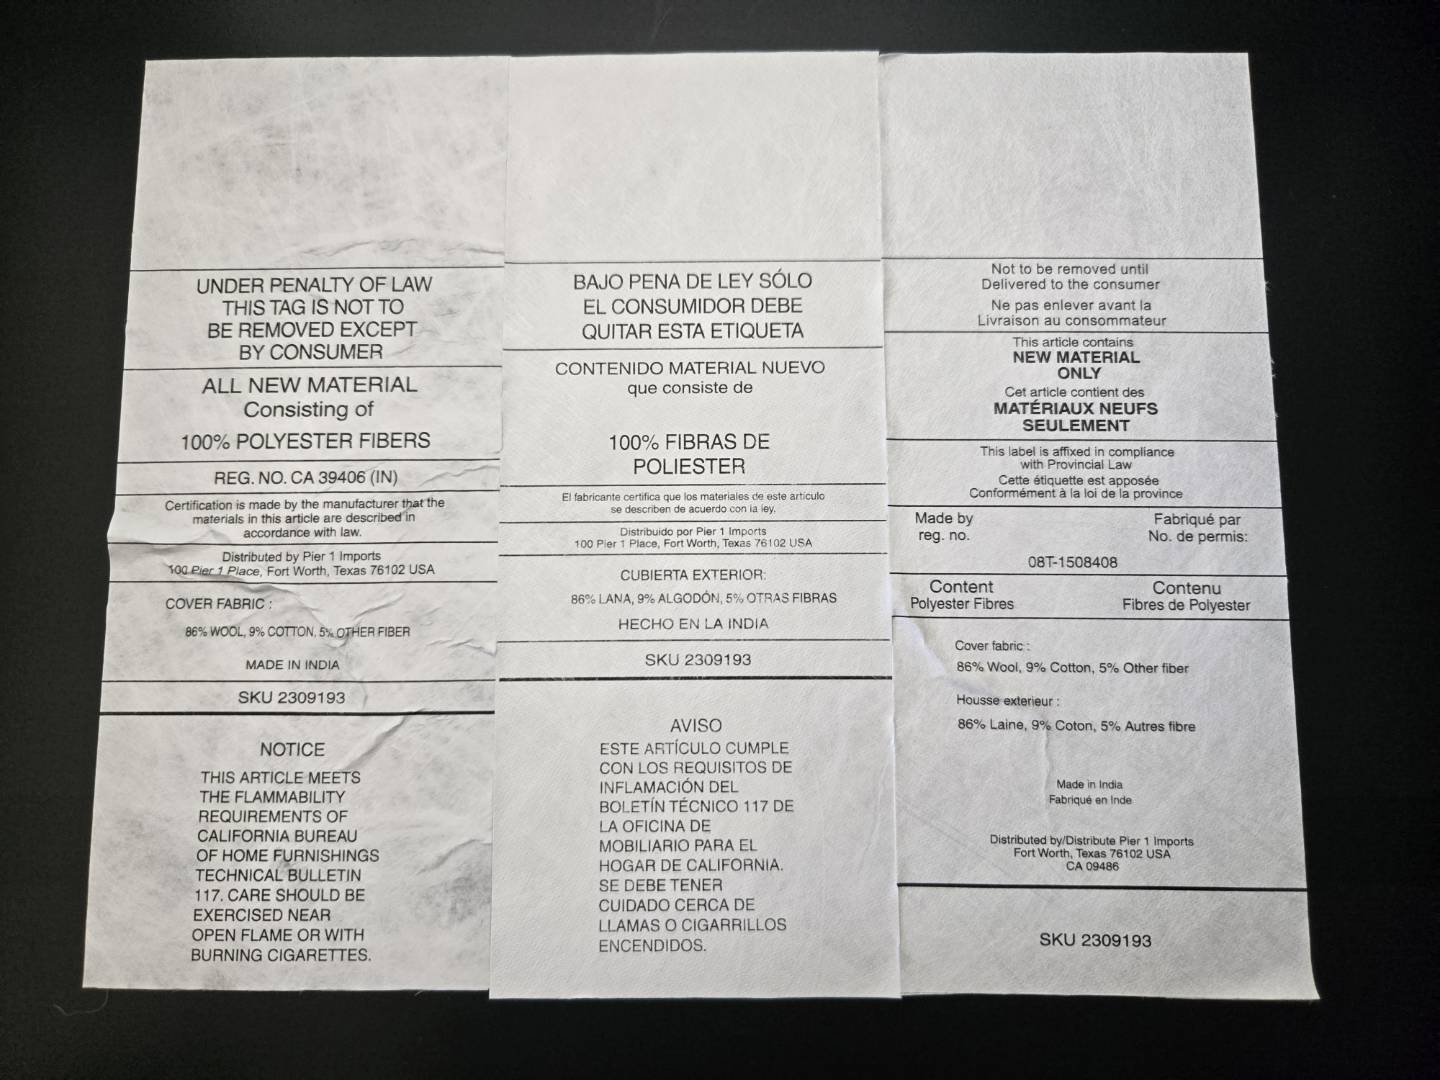 UNDER PENALTY OF LAW
THIS TAG IS NOT TO
BE REMOVED EXCEPT
BY CONSUMER
ALL NEW MATERIAL
Consisting of
100% POLYESTER FIBERS
REG. NO. CA 39406 (IN)
Certification is made by the manufacturer that the
materials in this article are described in
accordance with law.
Distributed by Pier 1 Imports
100 Pier 1 Place, Fort Worth, Texas 76102 USA
COVER FABRIC :
86% WOOL, 9% COTTON, 5% OTHER FIBER
MADE IN INDIA
SKU 2309193
NOTICE
THIS ARTICLE MEETS
THE FLAMMABILITY
REQUIREMENTS OF
CALIFORNIA BUREAU
OF HOME FURNISHINGS
TECHNICAL BULLETIN
117. CARE SHOULD BE
EXERCISED NEAR
OPEN FLAME OR WITH
BURNING CIGARETTES.
BAJO PENA DE LEY SÓLO
EL CONSUMIDOR DEBE
QUITAR ESTA ETIQUETA
CONTENIDO MATERIAL NUEVO
que consiste de
100% FIBRAS DE
POLIESTER
El fabricante certifica que los materiales de este articulo
se describen de acuerdo con la ley.
Distribuido por Pier 1 Imports
100 Pier 1 Place, Fort Worth, Texas 76102 USA
CUBIERTA EXTERIOR:
86% LANA, 9% ALGODÓN, 5% OTRAS FIBRAS
HECHO EN LA INDIA
SKU 2309193
AVISO
ESTE ARTÍCULO CUMPLE
CON LOS REQUISITOS DE
INFLAMACIÓN DEL
BOLETÍN TÉCNICO 117 DE
LA OFICINA DE
MOBILIARIO PARA EL
HOGAR DE CALIFORNIA.
SE DEBE TENER
CUIDADO CERCA DE
LLAMAS O CIGARRILLOS
ENCENDIDOS.
Not to be removed until
Delivered to the consumer
Ne pas enlever avant la
Livraison au consommateur
This article contains
NEW MATERIAL
ONLY
Cet article contient des
MATÉRIAUX NEUFS
SEULEMENT
This label is affixed in compliance
with Provincial Law
Cette étiquette est apposée
Conformément à la loi de la province
Made by Fabriqué par
reg. no. No. de permis:
08T-1508408
Content Contenu
Polyester Fibres Fibres de Polyester
Cover fabric :
86% Wool, 9% Cotton, 5% Other fiber
Housse exterieur :
86% Laine, 9% Coton, 5% Autres fibre
Made in India
Fabriqué en Inde
Distributed by/Distribute Pier 1 Imports
Fort Worth, Texas 76102 USA
CA 09486
SKU 2309193